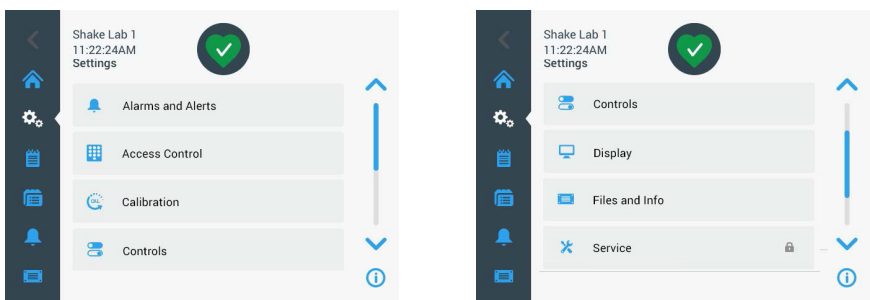 Shake Lab 1
11:22:24AM
Settings
Alarms and Alerts
Access Control
CAL
Calibration
Controls
Shake Lab 1
11:22:24AM
Settings
Controls
Display
Files and Info
Service